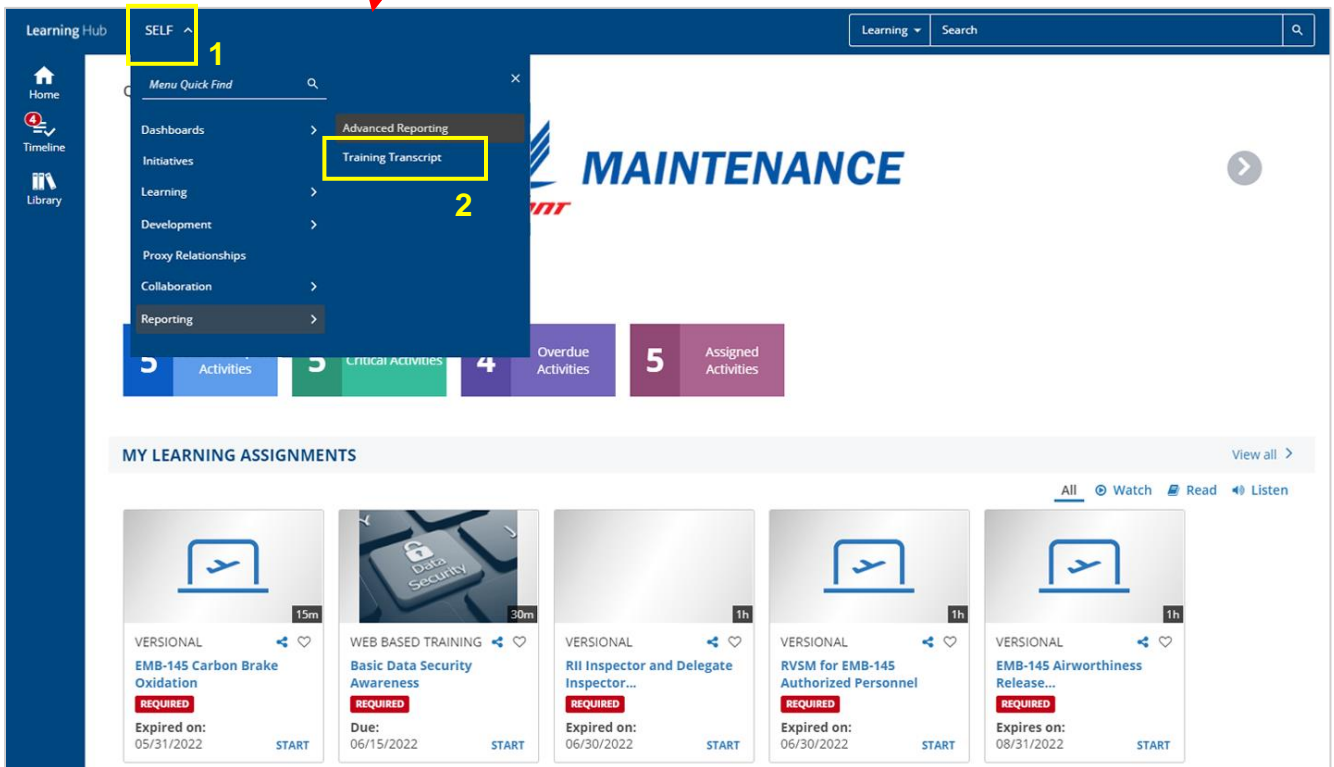 Learning Hub
SELF
1
Learning
Search
Home
4
Timeline
Library
Menu Quick Find
Dashboards
Initiatives
Learning
Development
Proxy Relationships
Collaboration
Reporting
Advanced Reporting
Training Transcript
2
MAINTENANCE
5
Activities
5
Critical Activities
4
Overdue
Activities
5
Assigned
Activities
MY LEARNING ASSIGNMENTS
View all
All Watch Read Listen
15m
VERSIONAL
EMB-145 Carbon Brake
Oxidation
REQUIRED
Expired on:
05/31/2022
START
Data
Security
30m
WEB BASED TRAINING
Basic Data Security
Awareness
REQUIRED
Due:
06/15/2022
START
1h
VERSIONAL
RII Inspector and Delegate
Inspector...
REQUIRED
Expired on:
06/30/2022
START
1h
VERSIONAL
RVSM for EMB-145
Authorized Personnel
REQUIRED
Expired on:
06/30/2022
START
1h
VERSIONAL
EMB-145 Airworthiness
Release...
REQUIRED
Expires on:
08/31/2022
START